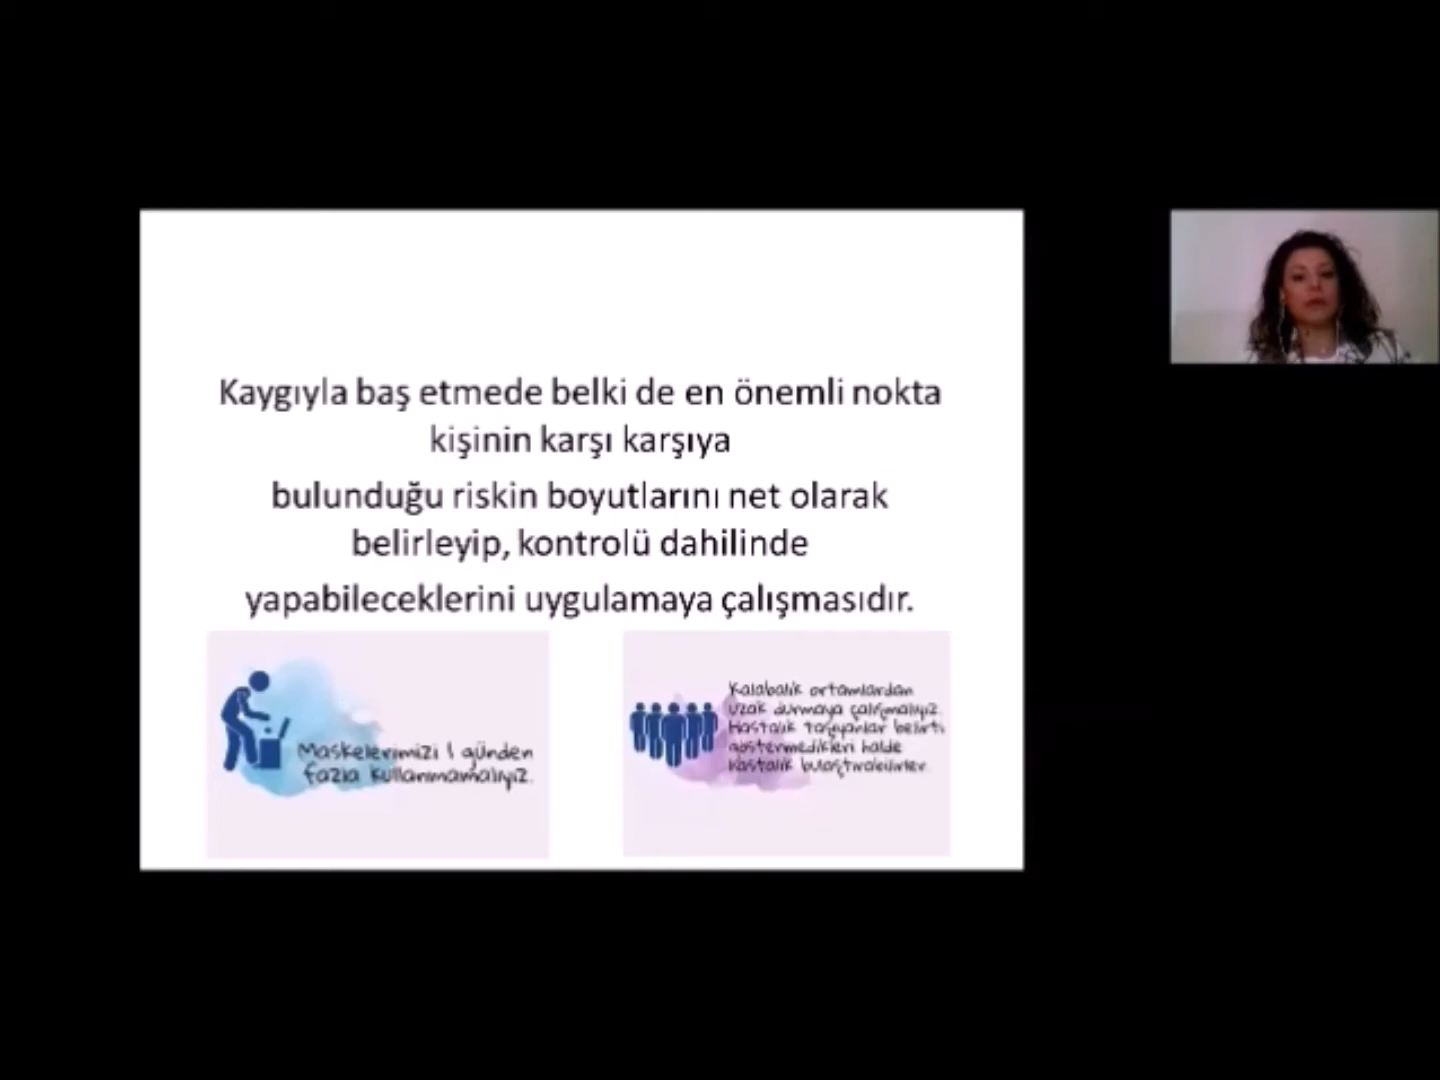 Kaygıyla baş etmede belki de en önemli nokta
kişinin karşı karşıya
bulunduğu riskin boyutlarını net olarak
belirleyip, kontrolü dahilinde
yapabileceklerini uygulamaya çalışmasıdır.
Maskelerimizi 1 günden
fazla kullanmamalıyız.
Kalabalık ortamlardan
uzak durmaya çalışmalıyız.
Hastalık taşıyanlar belirti
göstermedikleri halde
hastalık bulaştırabilirler.